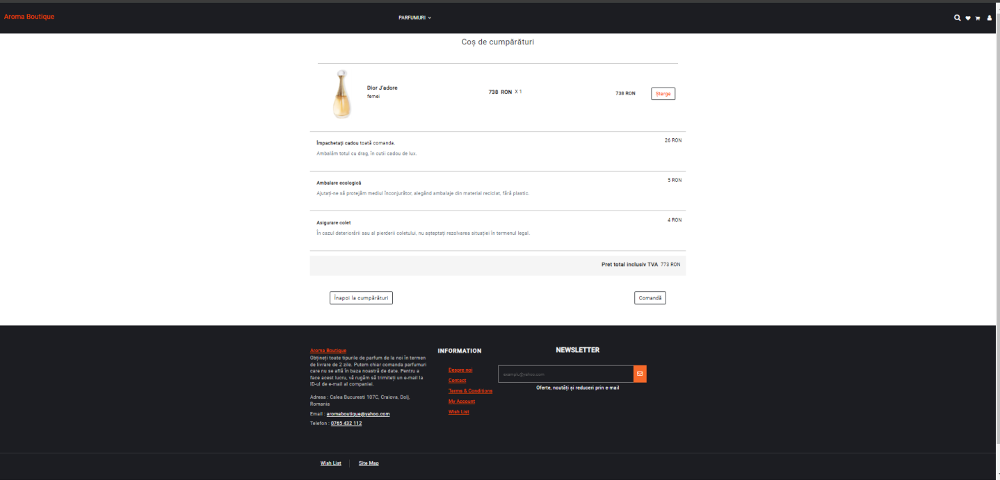 Aroma Boutique
PARFUMURI
Coș de cumpărături
Dior J'adore
femei
738 RON X 1
738 RON
Șterge
Împachetați cadou toată comanda.
26 RON
Ambalăm totul cu drag, în cutii cadou de lux.
Ambalare ecologică
5 RON
Ajutați-ne să protejăm mediul înconjurător, alegând ambalaje din material reciclat, fără plastic.
Asigurare colet
4 RON
În cazul deteriorării sau al pierderii coletului, nu așteptați rezolvarea situației în termenul legal.
Pret total inclusiv TVA 773 RON
Înapoi la cumpărături
Comandă
Aroma Boutique
Obțineți toate tipurile de parfum de la noi în termen
de livrare de 2 zile. Putem chiar comanda parfumuri
care nu se află în baza noastră de date. Pentru a
face acest lucru, vă rugăm să trimiteți un e-mail la
ID-ul de e-mail al companiei.
Adresa : Calea Bucuresti 107C, Craiova, Dolj,
Romania
Email : aromaboutique@yahoo.com
Telefon : 0765 432 112
INFORMATION
Despre noi
Contact
Terms & Conditions
My Account
Wish List
NEWSLETTER
exemplu@yahoo.com
Oferte, noutăți și reduceri prin e-mail
Wish List
Site Map